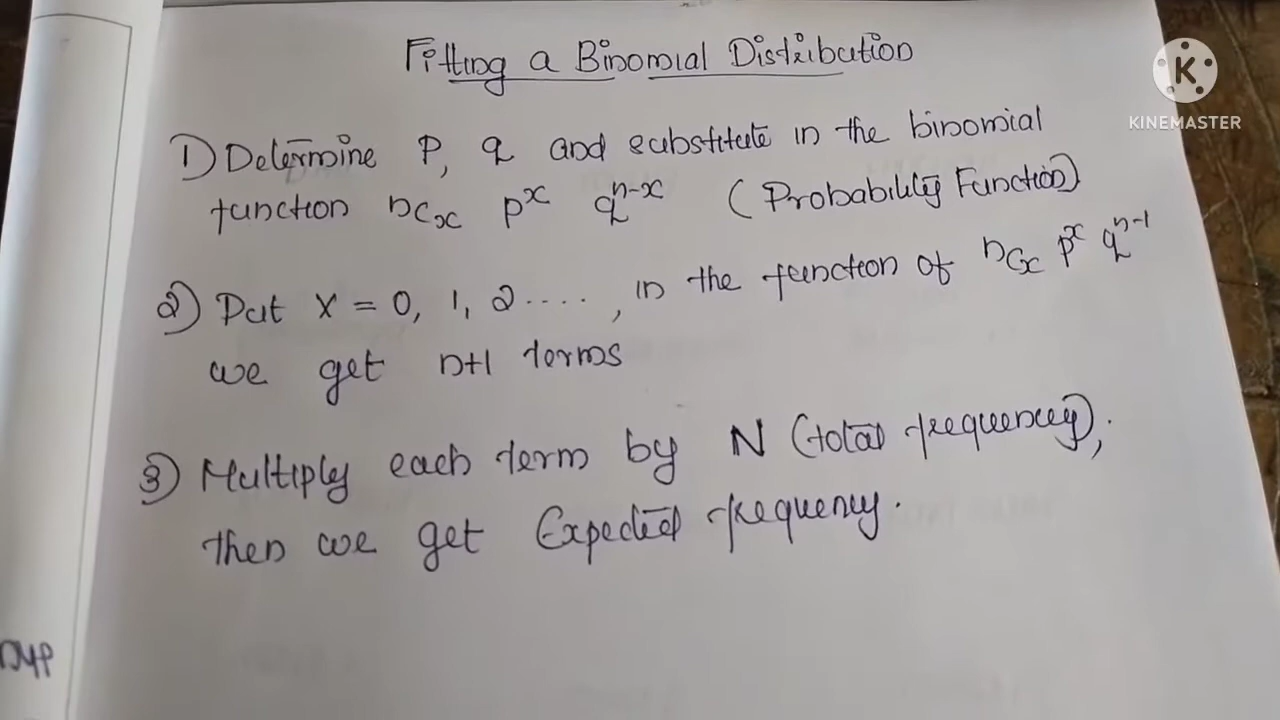 Fitting a Binomial Distribution
KINEMASTER
1) Determine P, q and substitute in the binomial
function nCx p^x q^n-x (Probability Function)
2) Put X = 0, 1, 2 ...., in the function of nCx p^x q^n-1
we get n+1 terms
3) Multiply each term by N (total frequency),
then we get Expected frequency.